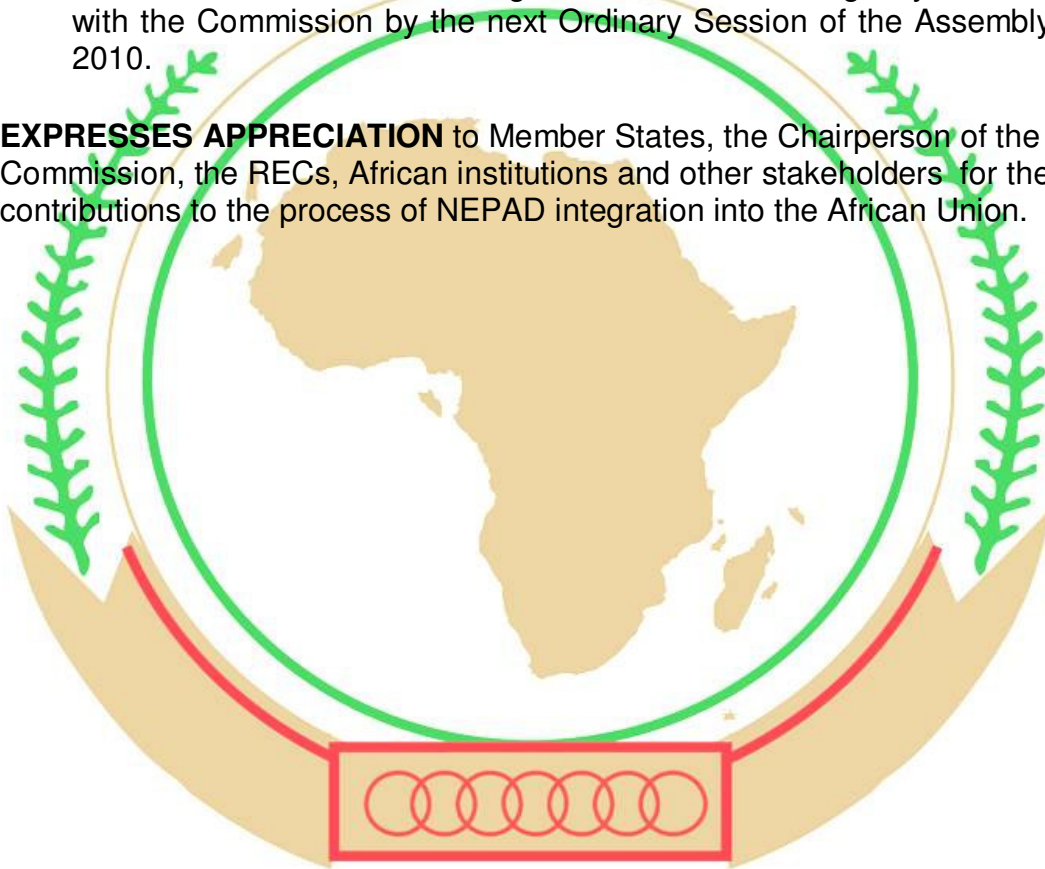 with the Commission by the next Ordinary Session of the Assembly
2010.
EXPRESSES APPRECIATION to Member States, the Chairperson of the
Commission, the RECs, African institutions and other stakeholders for the
contributions to the process of NEPAD integration into the African Union.